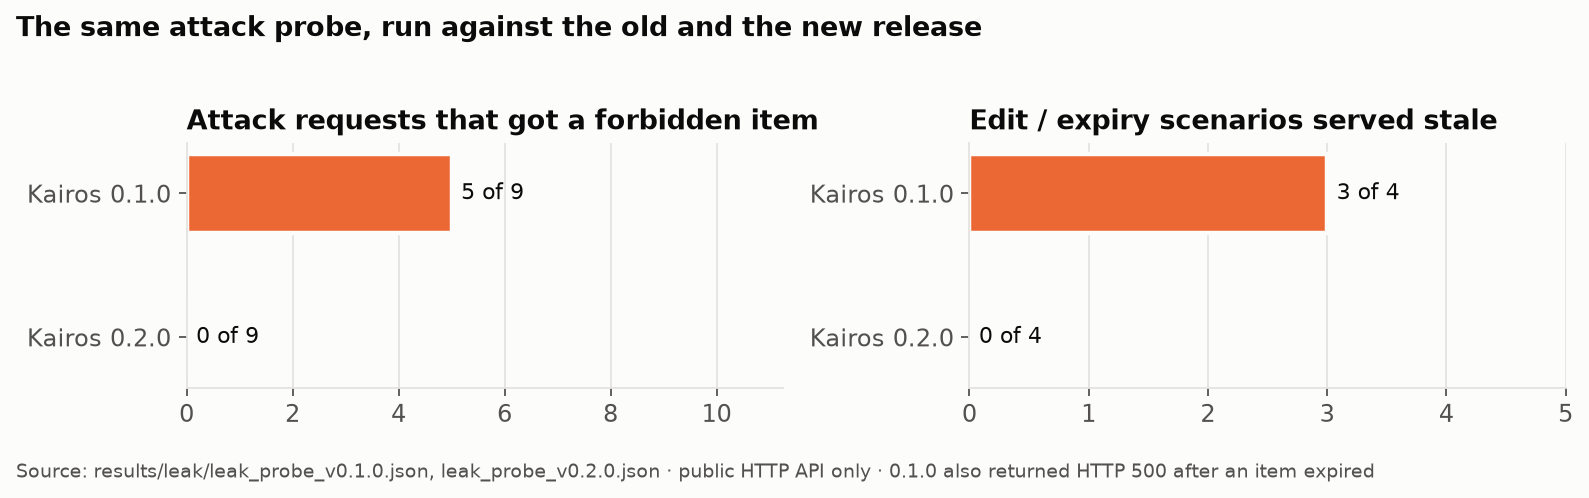 The same attack probe, run against the old and the new release
Attack requests that got a forbidden item
Kairos 0.1.0
5 of 9
Kairos 0.2.0
0 of 9
0 2 4 6 8 10
Edit / expiry scenarios served stale
Kairos 0.1.0
3 of 4
Kairos 0.2.0
0 of 4
0 1 2 3 4 5
Source: results/leak/leak_probe_v0.1.0.json, leak_probe_v0.2.0.json · public HTTP API only · 0.1.0 also returned HTTP 500 after an item expired